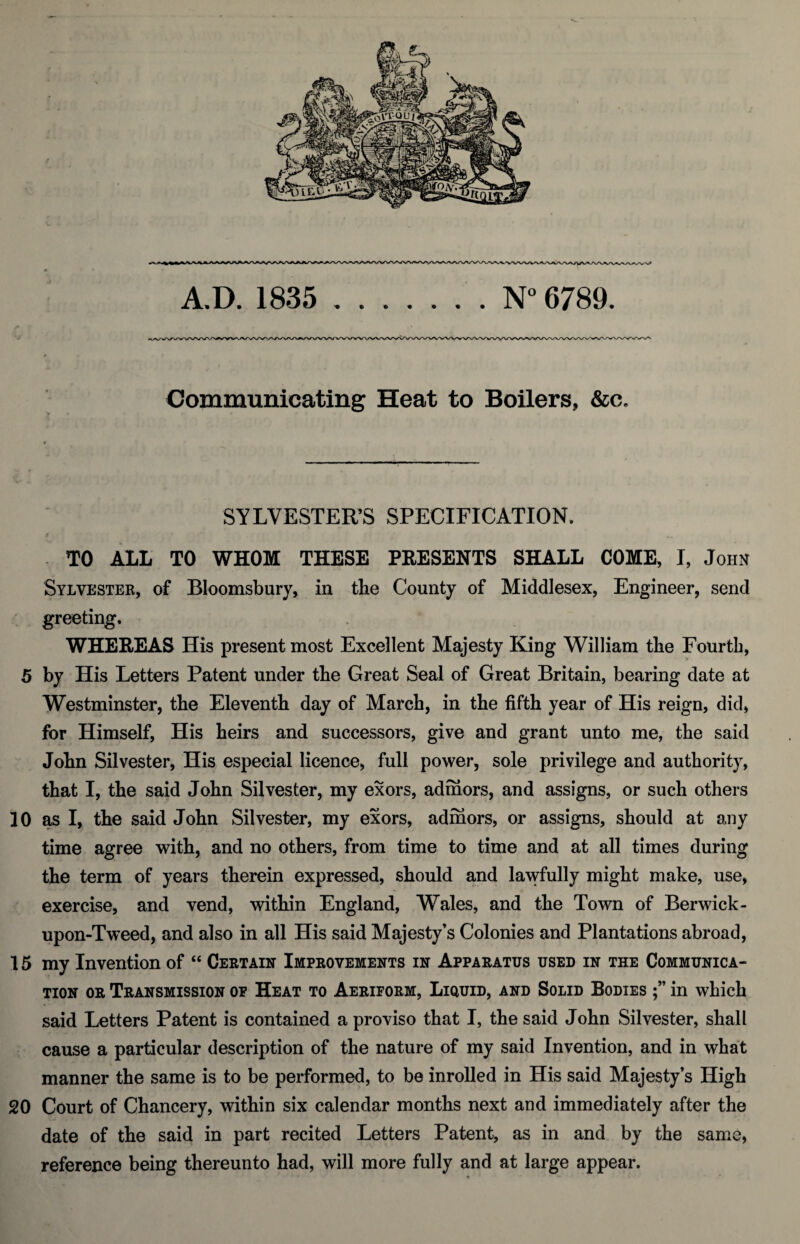 SOIT QUI
DIEU · ET
MON
DROIT
A.D. 1835 . . . . . . . N° 6789.
Communicating Heat to Boilers, &c.
SYLVESTER'S SPECIFICATION.
TO ALL TO WHOM THESE PRESENTS SHALL COME, I, John
Sylvester, of Bloomsbury, in the County of Middlesex, Engineer, send
greeting.
WHEREAS His present most Excellent Majesty King William the Fourth,
5 by His Letters Patent under the Great Seal of Great Britain, bearing date at
Westminster, the Eleventh day of March, in the fifth year of His reign, did,
for Himself, His heirs and successors, give and grant unto me, the said
John Silvester, His especial licence, full power, sole privilege and authority,
that I, the said John Silvester, my exors, admors, and assigns, or such others
10 as I, the said John Silvester, my exors, admors, or assigns, should at any
time agree with, and no others, from time to time and at all times during
the term of years therein expressed, should and lawfully might make, use,
exercise, and vend, within England, Wales, and the Town of Berwick-
upon-Tweed, and also in all His said Majesty's Colonies and Plantations abroad,
15 my Invention of “ Certain Improvements in Apparatus used in the Communica-
tion or Transmission of Heat to Aeriform, Liquid, and Solid Bodies ;” in which
said Letters Patent is contained a proviso that I, the said John Silvester, shall
cause a particular description of the nature of my said Invention, and in what
manner the same is to be performed, to be inrolled in His said Majesty's High
20 Court of Chancery, within six calendar months next and immediately after the
date of the said in part recited Letters Patent, as in and by the same,
reference being thereunto had, will more fully and at large appear.